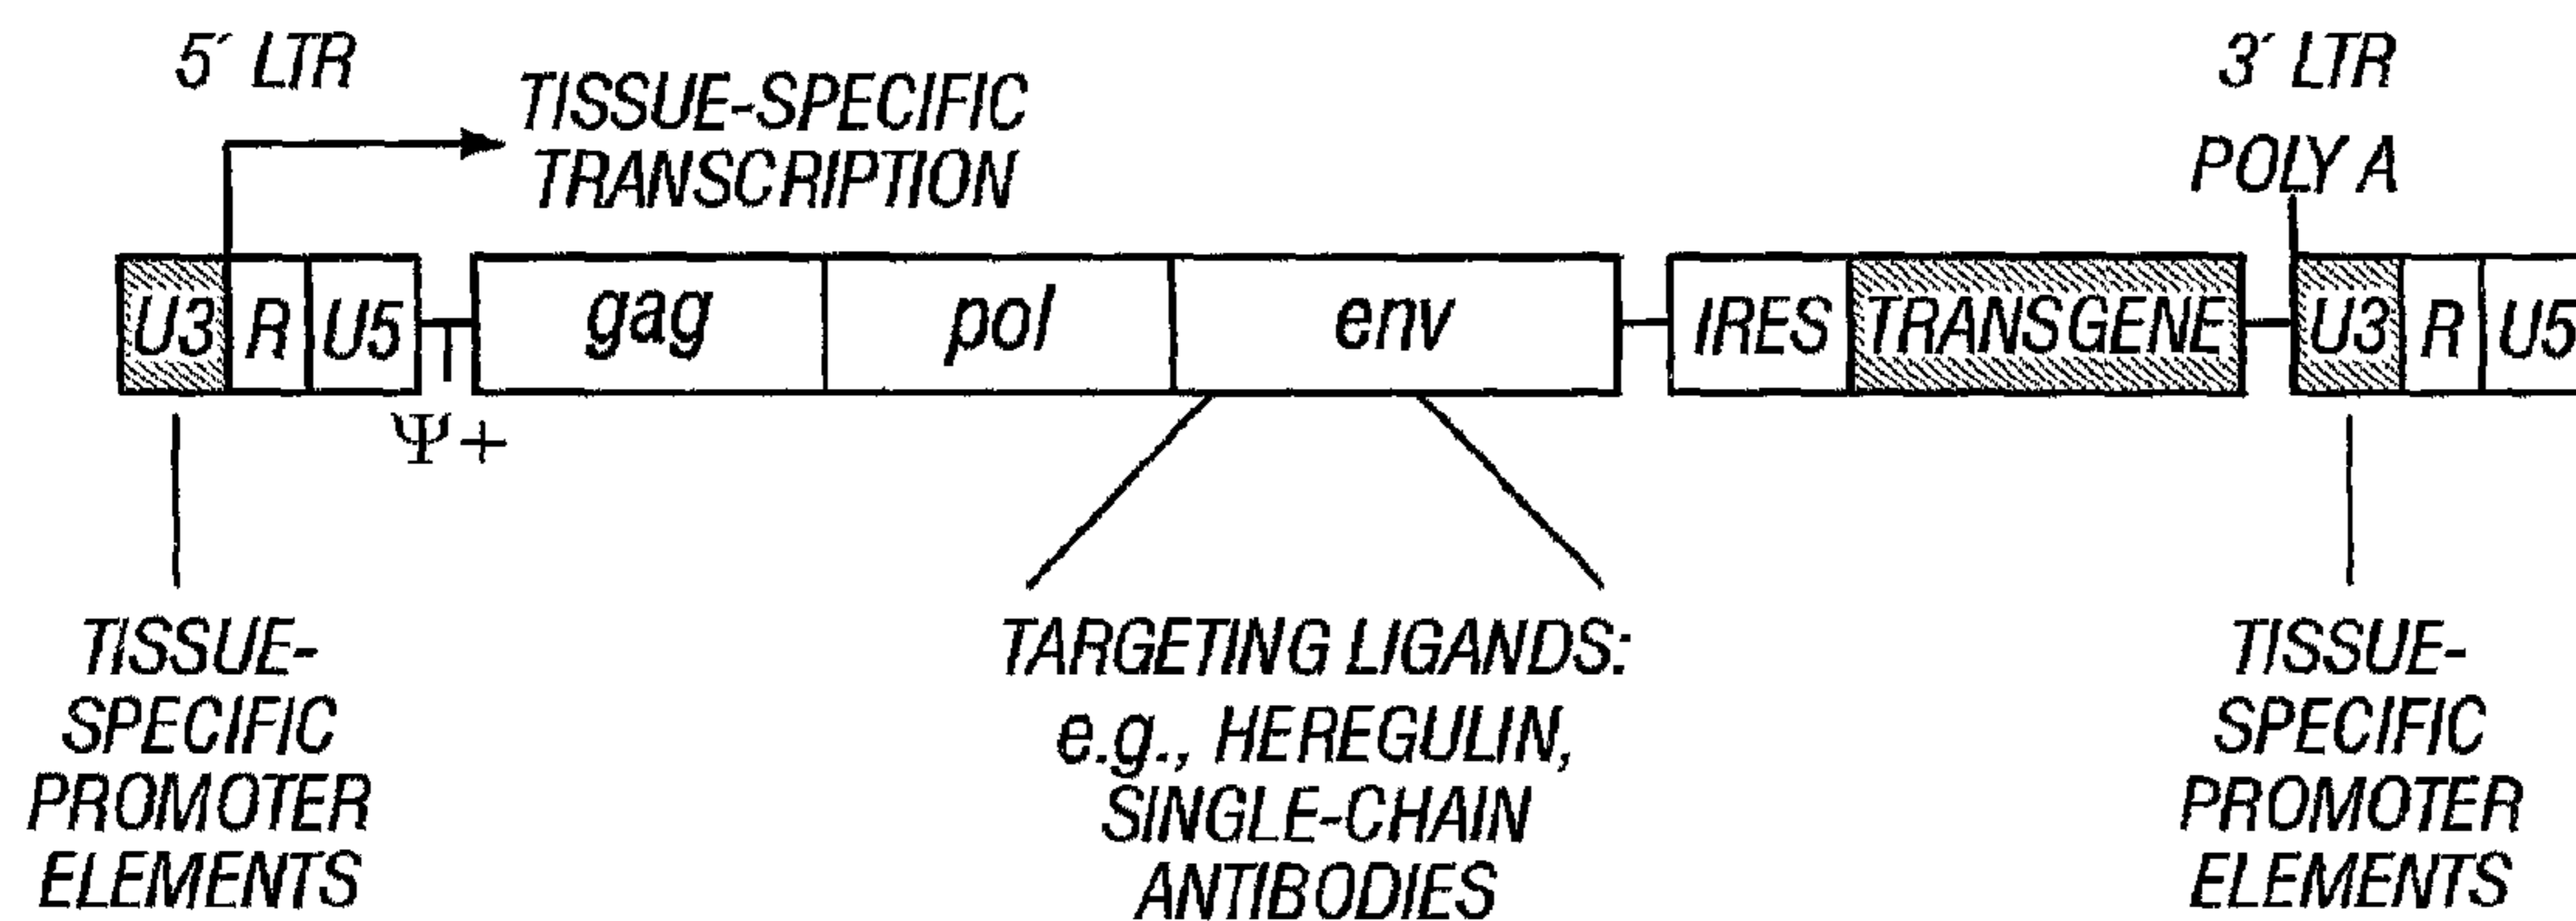 5′ LTR
TISSUE-SPECIFIC
TRANSCRIPTION
3′ LTR
POLY A
U3 R U5 gag pol env IRES TRANSGENE U3 R U5
Ψ+
TISSUE-
SPECIFIC
PROMOTER
ELEMENTS
TARGETING LIGANDS:
e.g., HEREGULIN,
SINGLE-CHAIN
ANTIBODIES
TISSUE-
SPECIFIC
PROMOTER
ELEMENTS